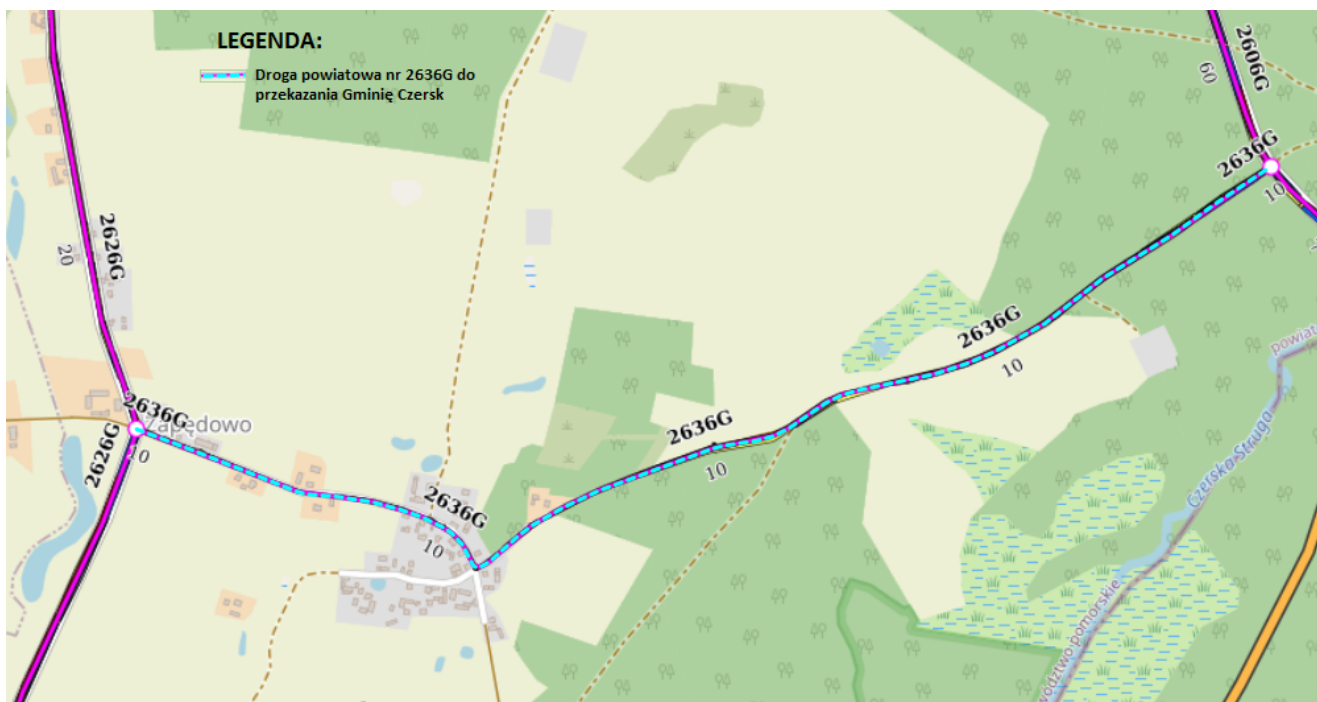 LEGENDA:
Droga powiatowa nr 2636G do
przekazania Gminię Czersk
2606G
60
2636G
10
2626G
20
2636G
10
2636G
Zapędowo
10
2626G
2636G
10
2636G
10
powiat
Czerska Struga
wództwo pomorskie